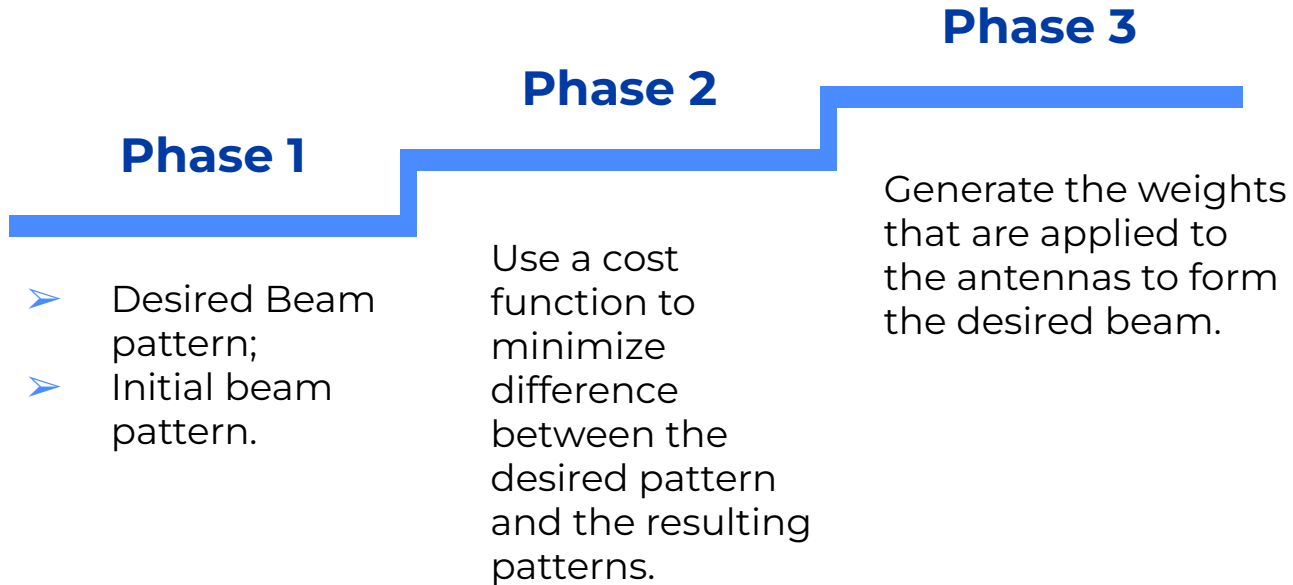 Phase 1
➢ Desired Beam
pattern;
➢ Initial beam
pattern.
Phase 2
Use a cost
function to
minimize
difference
between the
desired pattern
and the resulting
patterns.
Phase 3
Generate the weights
that are applied to
the antennas to form
the desired beam.